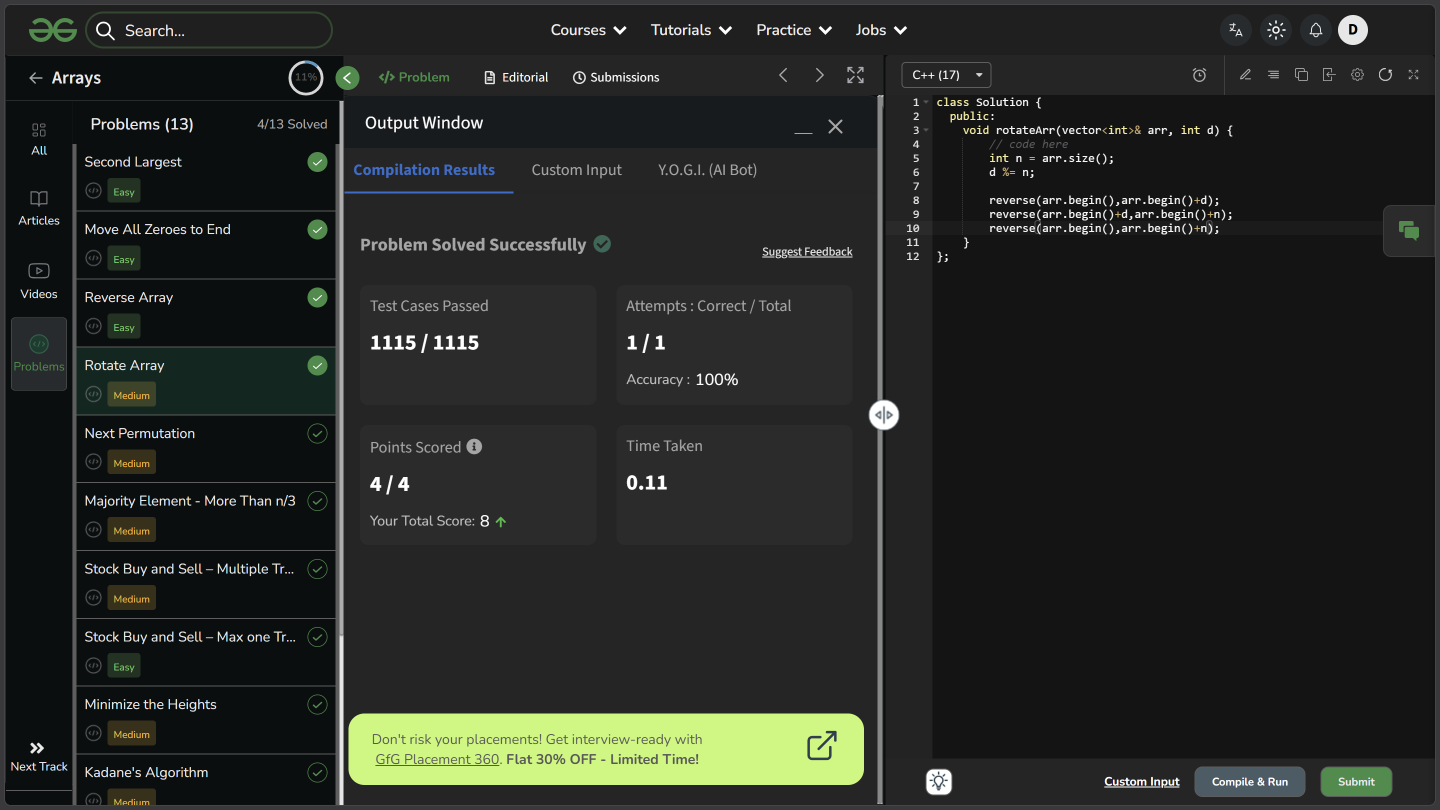 Search...
Courses
Tutorials
Practice
Jobs
D
Arrays
11%
Problem
Editorial
Submissions
C++ (17)
All
Articles
Videos
Problems
Next Track
Problems (13)
4/13 Solved
Second Largest
Easy
Move All Zeroes to End
Easy
Reverse Array
Easy
Rotate Array
Medium
Next Permutation
Medium
Majority Element - More Than n/3
Medium
Stock Buy and Sell – Multiple Tr...
Medium
Stock Buy and Sell – Max one Tr...
Easy
Minimize the Heights
Medium
Kadane's Algorithm
Medium
Output Window
Compilation Results
Custom Input
Y.O.G.I. (AI Bot)
Problem Solved Successfully
Suggest Feedback
Test Cases Passed
1115 / 1115
Attempts : Correct / Total
1 / 1
Accuracy : 100%
Points Scored
4 / 4
Your Total Score: 8
Time Taken
0.11
Don't risk your placements! Get interview-ready with
GfG Placement 360. Flat 30% OFF - Limited Time!
1 class Solution {
2 public:
3 void rotateArr(vector<int>& arr, int d) {
4 // code here
5 int n = arr.size();
6 d %= n;
7
8 reverse(arr.begin(),arr.begin()+d);
9 reverse(arr.begin()+d,arr.begin()+n);
10 reverse(arr.begin(),arr.begin()+n);
11 }
12 };
Custom Input
Compile & Run
Submit